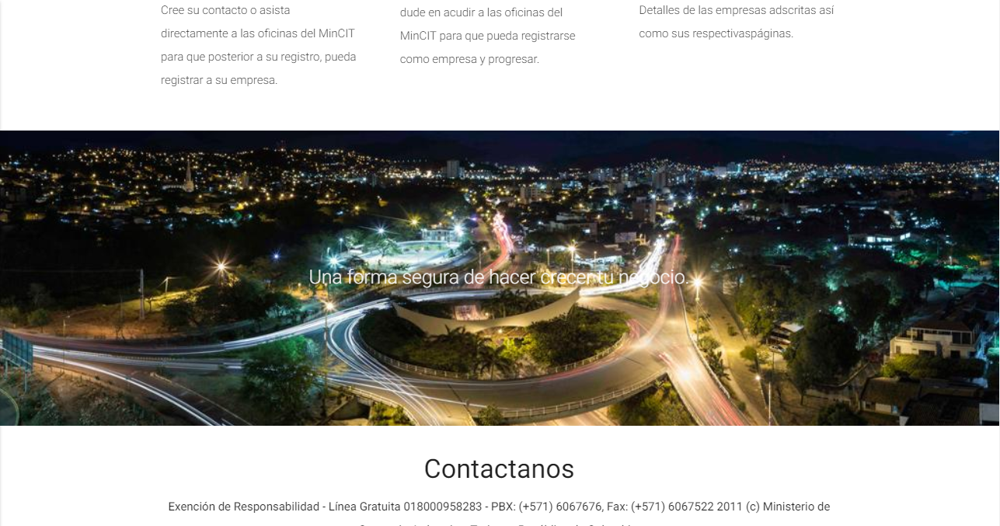 Cree su contacto o asista
directamente a las oficinas del MinCIT
para que posterior a su registro, pueda
registrar a su empresa.
dude en acudir a las oficinas del
MinCIT para que pueda registrarse
como empresa y progresar.
Detalles de las empresas adscritas así
como sus respectivaspáginas.
Una forma segura de hacer crecer tu negocio.
Contactanos
Exención de Responsabilidad - Línea Gratuita 018000958283 - PBX: (+571) 6067676, Fax: (+571) 6067522 2011 (c) Ministerio de